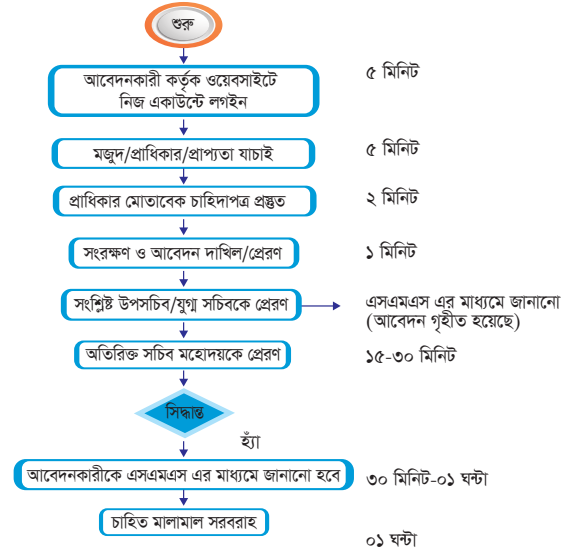 শুরু
আবেদনকারী কর্তৃক ওয়েবসাইটে
নিজ একাউন্টে লগইন
৫ মিনিট
মজুদ/প্রাধিকার/প্রাপ্যতা যাচাই
৫ মিনিট
প্রাধিকার মোতাবেক চাহিদাপত্র প্রস্তুত
২ মিনিট
সংরক্ষণ ও আবেদন দাখিল/প্রেরণ
১ মিনিট
সংশ্লিষ্ট উপসচিব/যুগ্ম সচিবকে প্রেরণ
এসএমএস এর মাধ্যমে জানানো
(আবেদন গৃহীত হয়েছে)
অতিরিক্ত সচিব মহোদয়কে প্রেরণ
১৫-৩০ মিনিট
সিদ্ধান্ত
হ্যাঁ
আবেদনকারীকে এসএমএস এর মাধ্যমে জানানো হবে
৩০ মিনিট-০১ ঘন্টা
চাহিত মালামাল সরবরাহ
০১ ঘন্টা